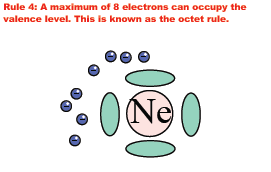 Rule 4: A maximum of 8 electrons can occupy the
valence level. This is known as the octet rule.
Ne